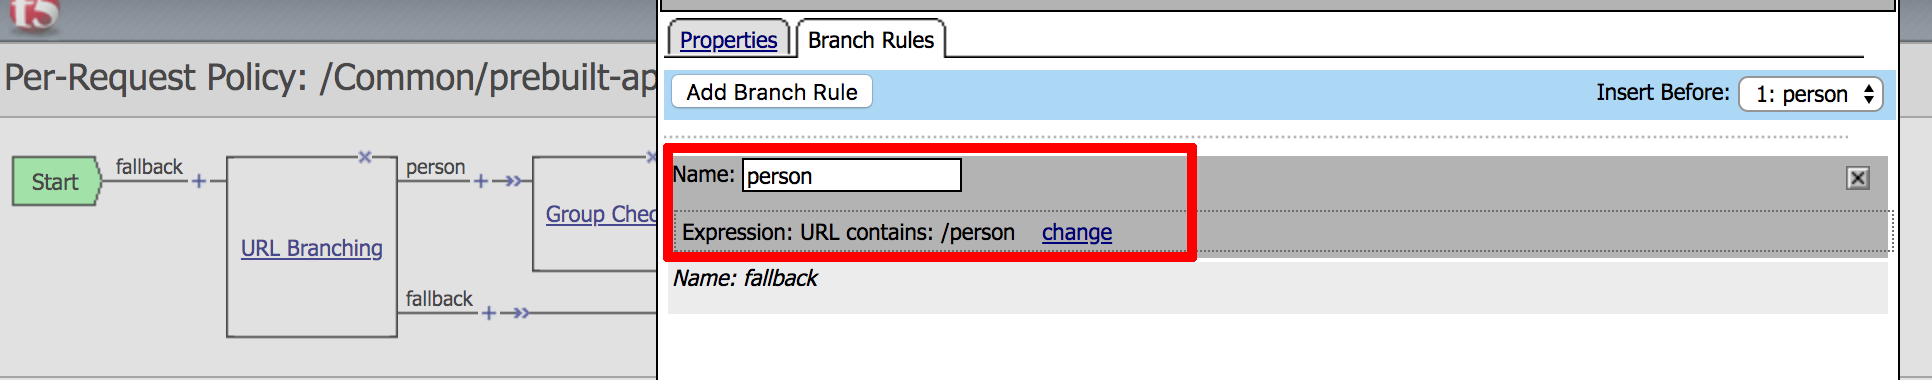 f5
Per-Request Policy: /Common/prebuilt-ap
Start
fallback
+
URL Branching
person
+
Group Chec
fallback
+
Properties
Branch Rules
Add Branch Rule
Insert Before: 1: person
Name: person
Expression: URL contains: /person change
Name: fallback